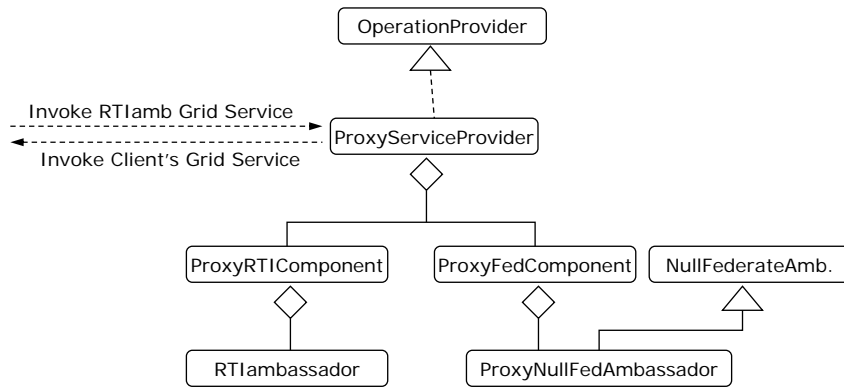 OperationProvider
Invoke RTIamb Grid Service
ProxyServiceProvider
Invoke Client's Grid Service
ProxyRTIComponent
ProxyFedComponent
NullFederateAmb.
RTIambassador
ProxyNullFedAmbassador